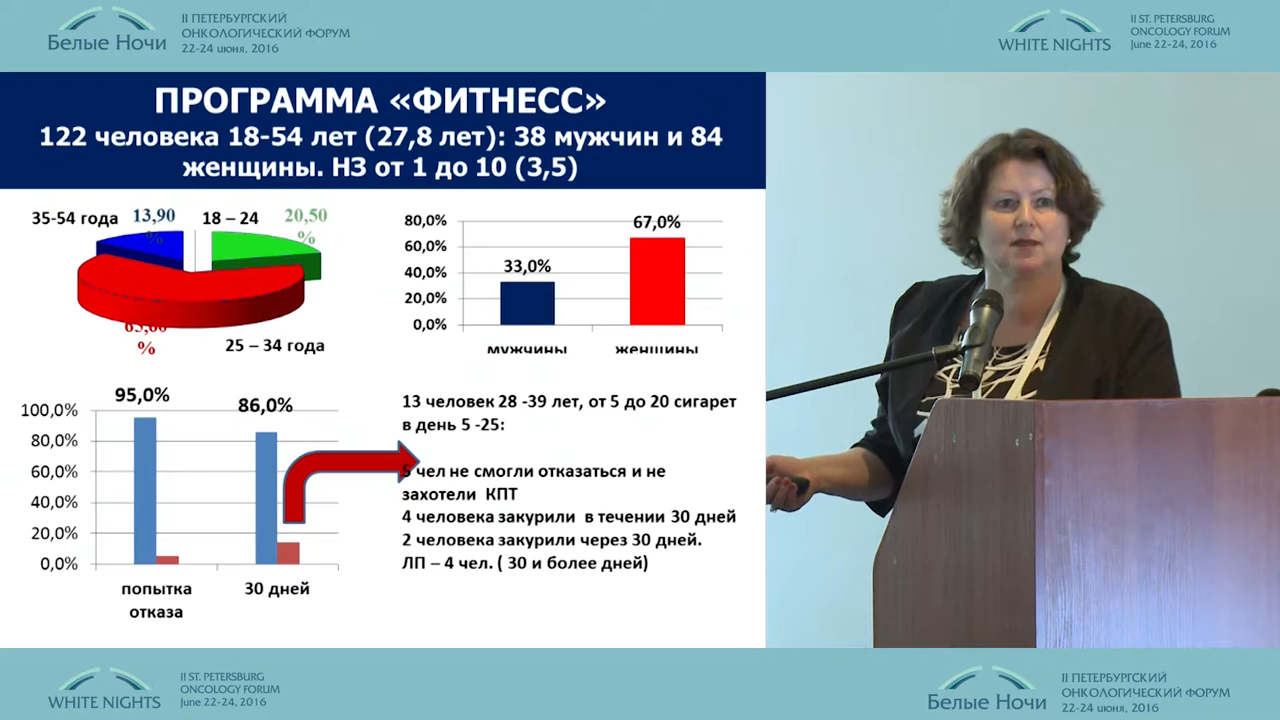 Белые Ночи
II ПЕТЕРБУРГСКИЙ
ОНКОЛОГИЧЕСКИЙ ФОРУМ
22-24 июня, 2016
WHITE NIGHTS
II ST. PETERSBURG
ONCOLOGY FORUM
June 22-24, 2016
ПРОГРАММА «ФИТНЕСС»
122 человека 18-54 лет (27,8 лет): 38 мужчин и 84
женщины. НЗ от 1 до 10 (3,5)
35-54 года
13,90
%
18 – 24
20,50
%
%
25 – 34 года
80,0%
60,0%
40,0%
20,0%
0,0%
33,0%
67,0%
мужчины
женщины
95,0%
86,0%
100,0%
80,0%
60,0%
40,0%
20,0%
0,0%
попытка
отказа
30 дней
13 человек 28 -39 лет, от 5 до 20 сигарет
в день 5 -25:
чел не смогли отказаться и не
захотели КПТ
4 человека закурили в течении 30 дней
2 человека закурили через 30 дней.
ЛП – 4 чел. ( 30 и более дней)
WHITE NIGHTS
II ST. PETERSBURG
ONCOLOGY FORUM
June 22-24, 2016
Белые Ночи
II ПЕТЕРБУРГСКИЙ
ОНКОЛОГИЧЕСКИЙ ФОРУМ
22-24 июня, 2016